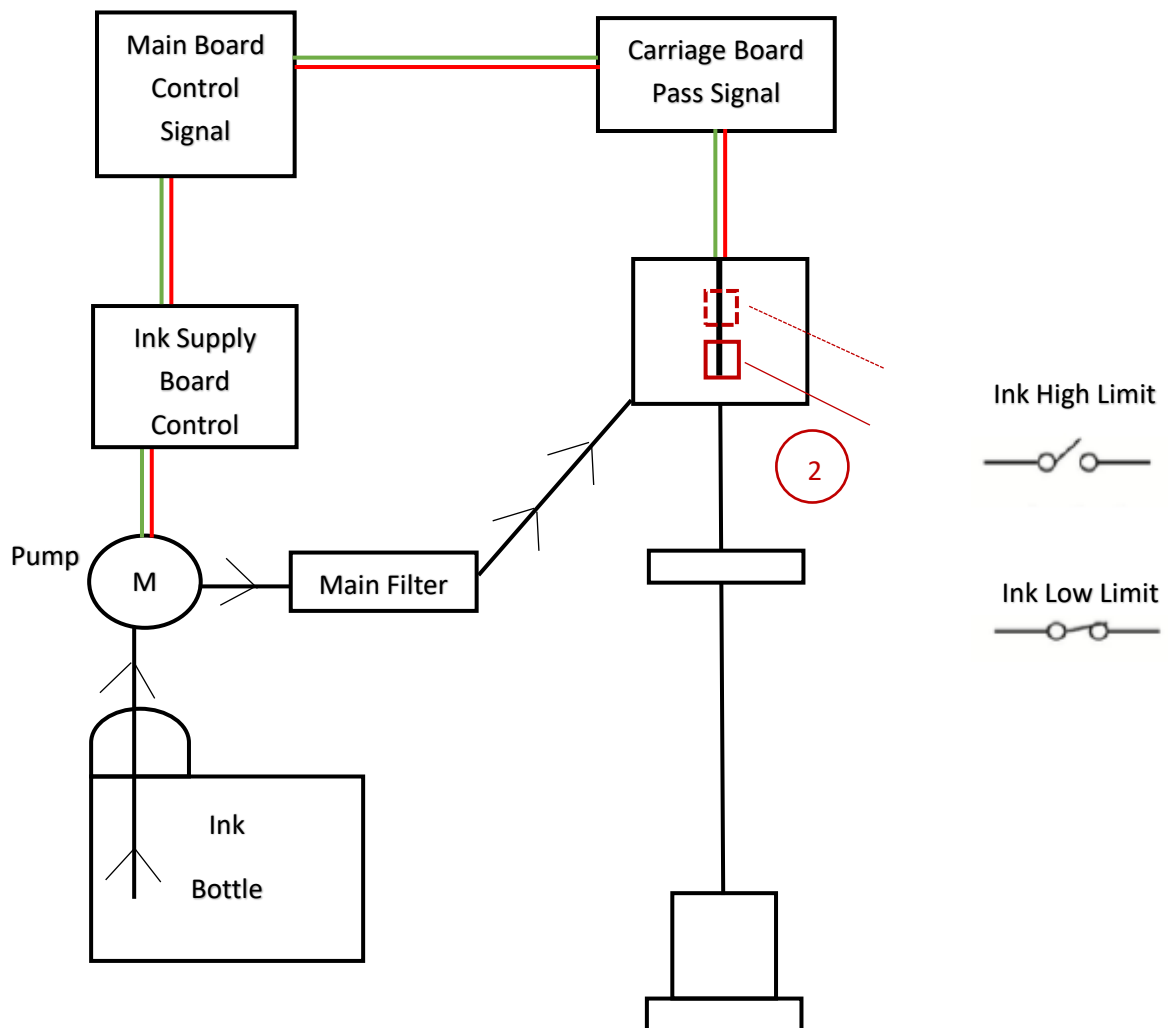 Main Board
Control
Signal
Carriage Board
Pass Signal
Ink Supply
Board
Control
Ink High Limit
2
Pump
M
Main Filter
Ink Low Limit
Ink
Bottle